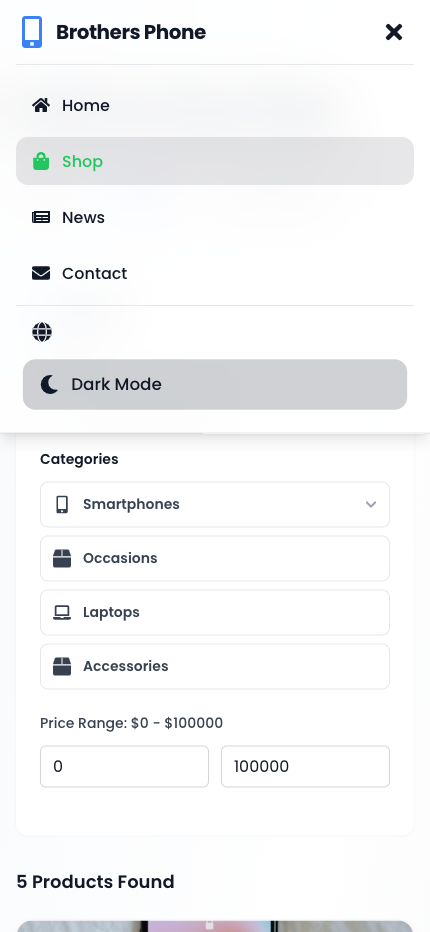 Brothers Phone
Home
Shop
News
Contact
Dark Mode
Categories
Smartphones
Occasions
Laptops
Accessories
Price Range: $0 - $100000
0
100000
5 Products Found